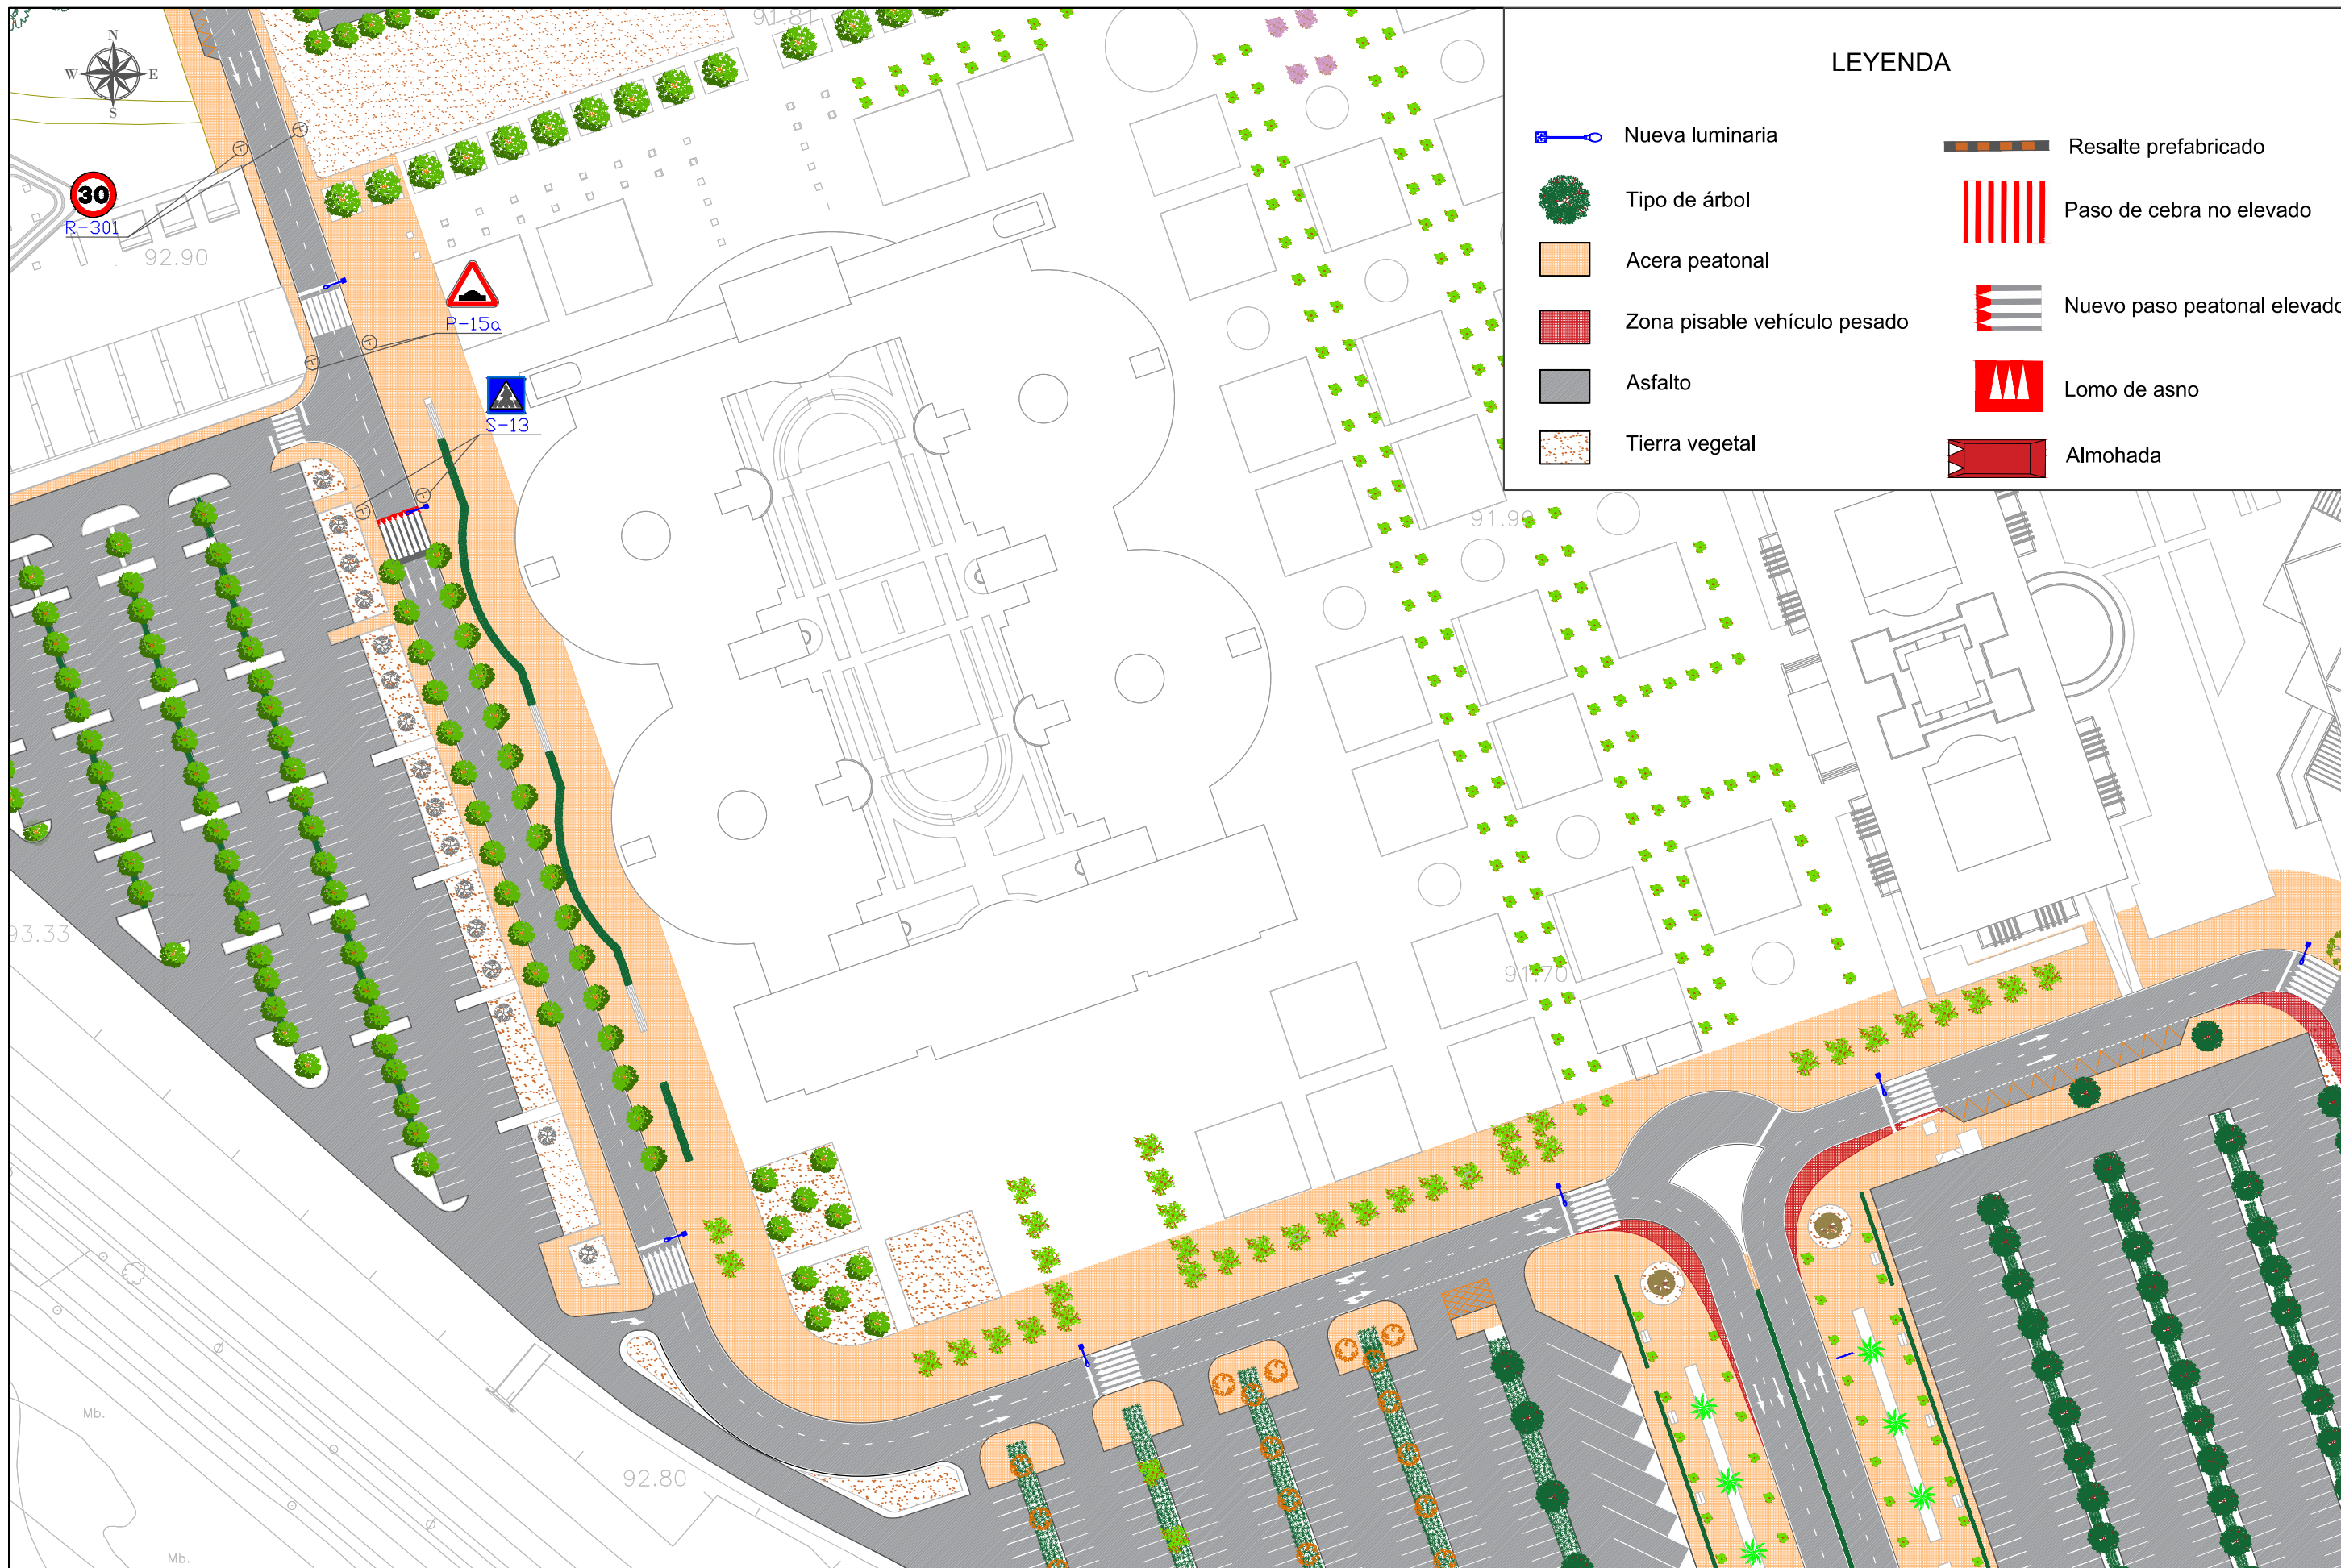 91.81
N
W E
S
30
R-301
92.90
P-15a
S-13
LEYENDA
Nueva luminaria
Tipo de árbol
Acera peatonal
Zona pisable vehículo pesado
Asfalto
Tierra vegetal
Resalte prefabricado
Paso de cebra no elevado
Nuevo paso peatonal elevado
Lomo de asno
Almohada
91.99
93.33
91.70
92.80
Mb.
Mb.